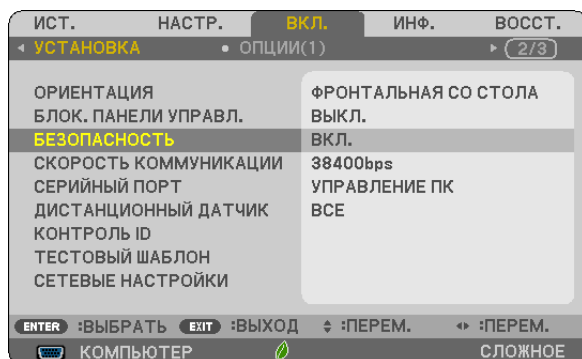 ИСТ. НАСТР. ВКЛ. ИНФ. ВОССТ.
УСТАНОВКА • ОПЦИИ(1) 2/3
ОРИЕНТАЦИЯ ФРОНТАЛЬНАЯ СО СТОЛА
БЛОК. ПАНЕЛИ УПРАВЛ. ВЫКЛ.
БЕЗОПАСНОСТЬ ВКЛ.
СКОРОСТЬ КОММУНИКАЦИИ 38400bps
СЕРИЙНЫЙ ПОРТ УПРАВЛЕНИЕ ПК
ДИСТАНЦИОННЫЙ ДАТЧИК ВСЕ
КОНТРОЛЬ ID
ТЕСТОВЫЙ ШАБЛОН
СЕТЕВЫЕ НАСТРОЙКИ
ENTER :ВЫБРАТЬ EXIT :ВЫХОД :ПЕРЕМ. :ПЕРЕМ.
КОМПЬЮТЕР СЛОЖНОЕ